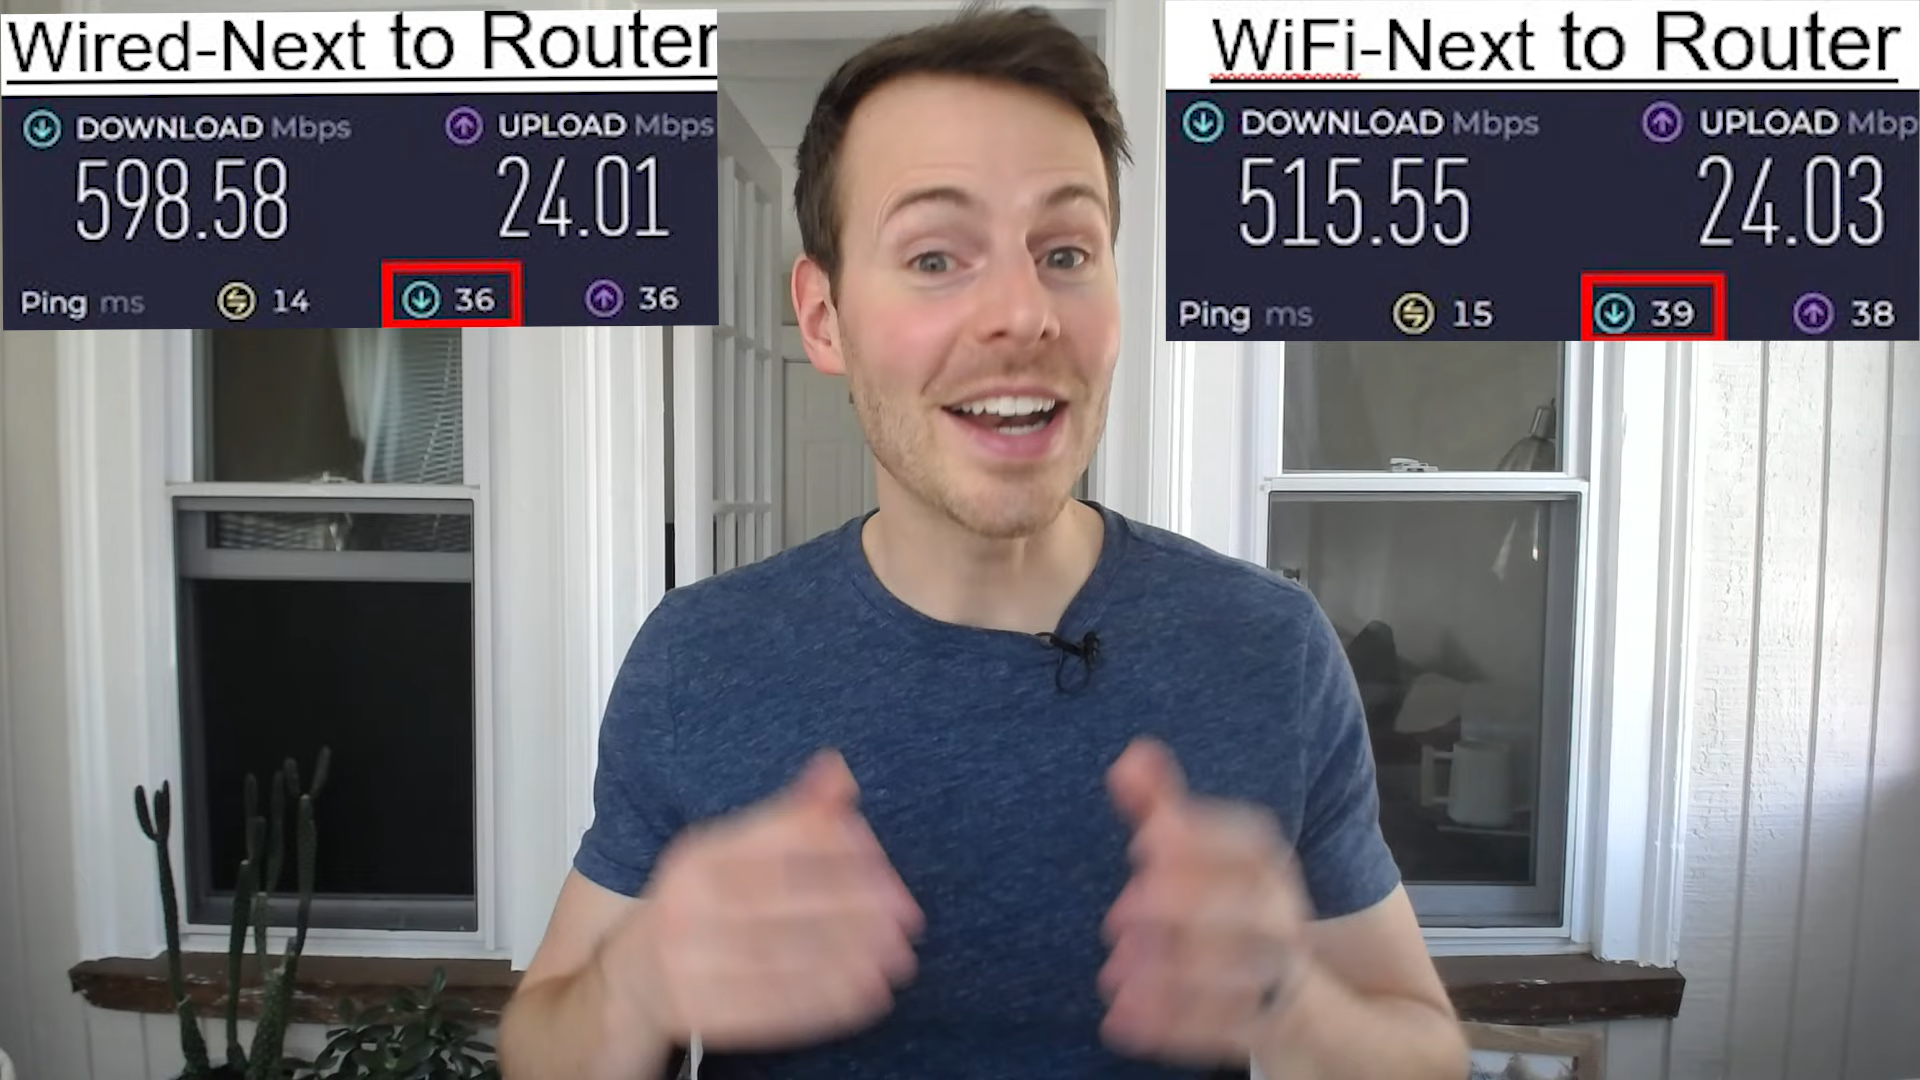 Wired-Next to Router
DOWNLOAD Mbps
UPLOAD Mbps
598.58
24.01
Ping ms
14
36
36
WiFi-Next to Router
DOWNLOAD Mbps
UPLOAD Mbp
515.55
24.03
Ping ms
15
39
38